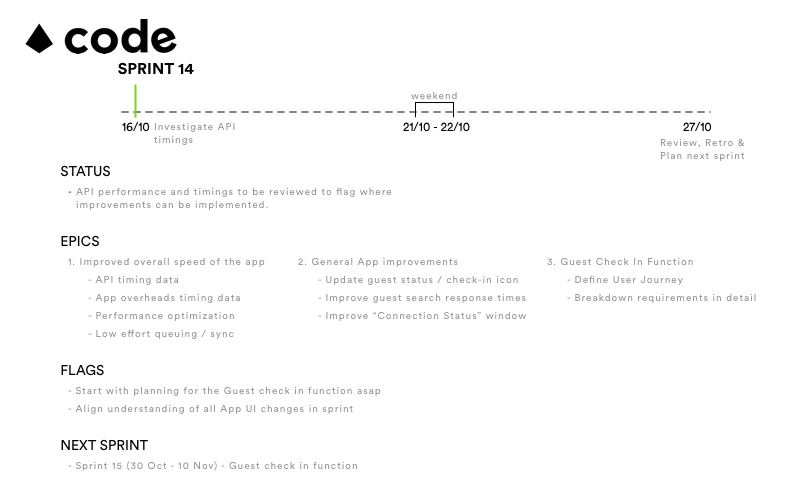 code
SPRINT 14
weekend
16/10 Investigate API
timings
21/10 - 22/10
27/10
Review, Retro &
Plan next sprint
STATUS
- API performance and timings to be reviewed to flag where
improvements can be implemented.
EPICS
1. Improved overall speed of the app
- API timing data
- App overheads timing data
- Performance optimization
- Low effort queuing / sync
2. General App improvements
- Update guest status / check-in icon
- Improve guest search response times
- Improve “Connection Status” window
3. Guest Check In Function
- Define User Journey
- Breakdown requirements in detail
FLAGS
- Start with planning for the Guest check in function asap
- Align understanding of all App UI changes in sprint
NEXT SPRINT
- Sprint 15 (30 Oct - 10 Nov) - Guest check in function